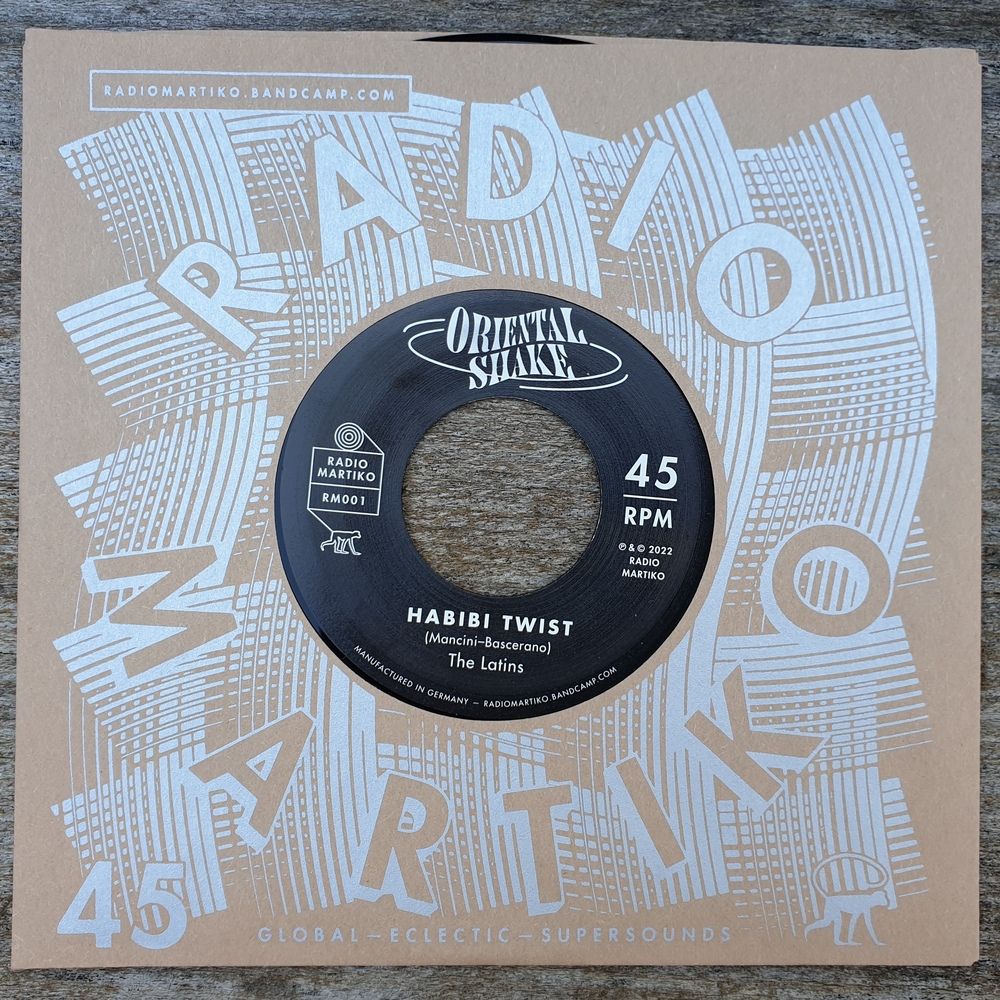 RADIOMARTIKO.BANDCAMP.COM
RADIO
ORIENTAL
SHAKE
RADIO
MARTIKO
RM001
45
RPM
℗ & © 2022
RADIO
MARTIKO
HABIBI TWIST
(Mancini–Bascerano)
The Latins
MANUFACTURED IN GERMANY – RADIOMARTIKO.BANDCAMP.COM
MARTIKO
45
GLOBAL – ECLECTIC – SUPERSOUNDS